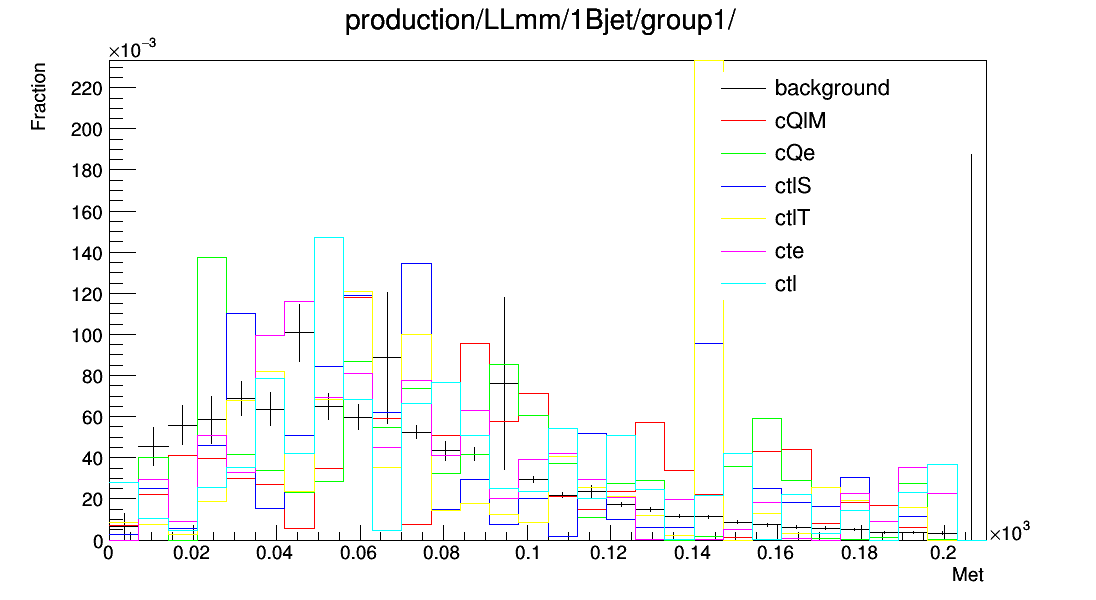 production/LLmm/1Bjet/group1/
×10⁻³
Fraction
220
200
180
160
140
120
100
80
60
40
20
0
background
cQlM
cQe
ctlS
ctlT
cte
ctl
0 0.02 0.04 0.06 0.08 0.1 0.12 0.14 0.16 0.18 0.2
×10³
Met